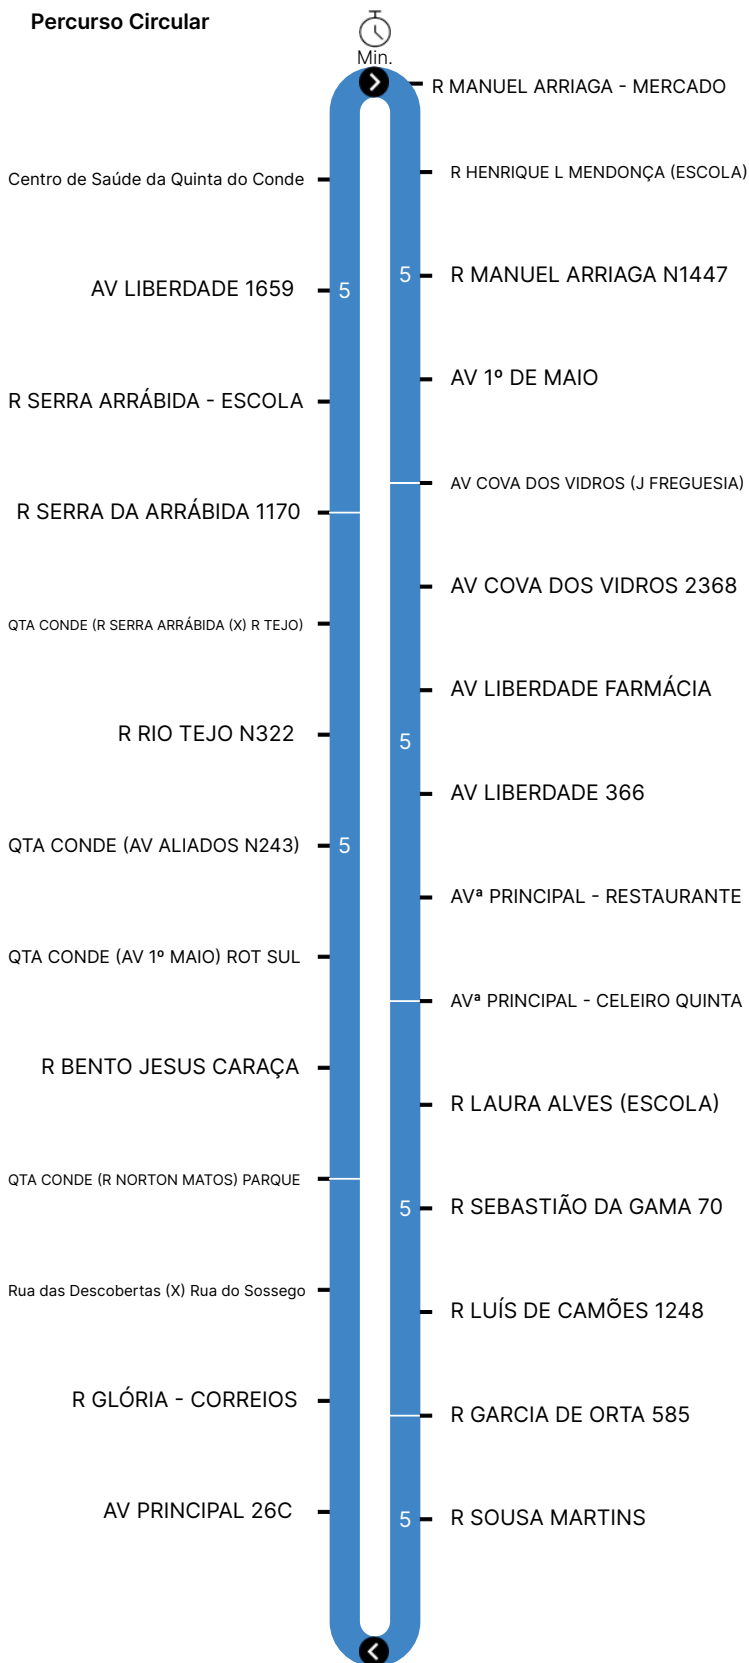 Percurso Circular
Min.
R MANUEL ARRIAGA - MERCADO
R HENRIQUE L MENDONÇA (ESCOLA)
5
R MANUEL ARRIAGA N1447
AV 1º DE MAIO
AV COVA DOS VIDROS (J FREGUESIA)
AV COVA DOS VIDROS 2368
AV LIBERDADE FARMÁCIA
5
AV LIBERDADE 366
AVª PRINCIPAL - RESTAURANTE
AVª PRINCIPAL - CELEIRO QUINTA
R LAURA ALVES (ESCOLA)
5
R SEBASTIÃO DA GAMA 70
R LUÍS DE CAMÕES 1248
R GARCIA DE ORTA 585
5
R SOUSA MARTINS
Centro de Saúde da Quinta do Conde
AV LIBERDADE 1659
5
R SERRA ARRÁBIDA - ESCOLA
R SERRA DA ARRÁBIDA 1170
QTA CONDE (R SERRA ARRÁBIDA (X) R TEJO)
R RIO TEJO N322
QTA CONDE (AV ALIADOS N243)
5
QTA CONDE (AV 1º MAIO) ROT SUL
R BENTO JESUS CARAÇA
QTA CONDE (R NORTON MATOS) PARQUE
Rua das Descobertas (X) Rua do Sossego
R GLÓRIA - CORREIOS
AV PRINCIPAL 26C